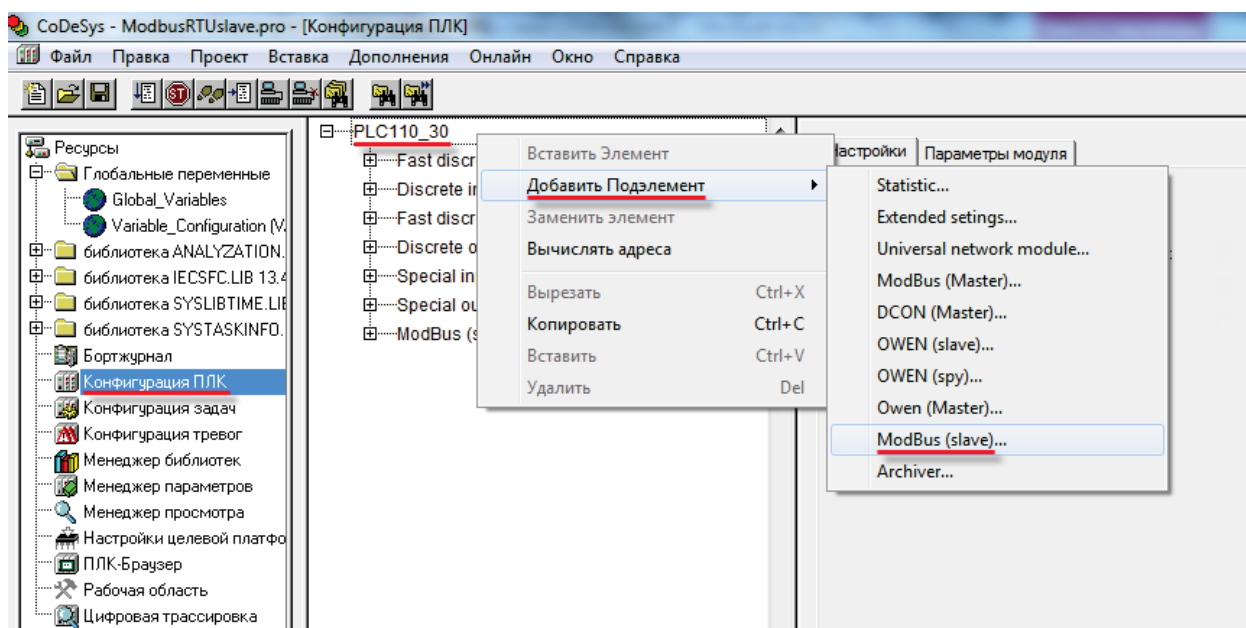 CoDeSys - ModbusRTUslave.pro - [Конфигурация ПЛК]
Файл Правка Проект Вставка Дополнения Онлайн Окно Справка
Ресурсы
Глобальные переменные
Global_Variables
Variable_Configuration (V.
библиотека ANALYZATION.
библиотека IECSFC.LIB 13.4
библиотека SYSLIBTIME.LIB
библиотека SYSTASKINFO.
Бортжурнал
Конфигурация ПЛК
Конфигурация задач
Конфигурация тревог
Менеджер библиотек
Менеджер параметров
Менеджер просмотра
Настройки целевой платфо
ПЛК-Браузер
Рабочая область
Цифровая трассировка
PLC110_30
Fast discr
Discrete in
Fast discr
Discrete o
Special in
Special ou
ModBus (s
Вставить Элемент
Добавить Подэлемент
Заменить элемент
Вычислять адреса
Вырезать Ctrl+X
Копировать Ctrl+C
Вставить Ctrl+V
Удалить Del
Настройки Параметры модуля
Statistic...
Extended setings...
Universal network module...
ModBus (Master)...
DCON (Master)...
OWEN (slave)...
OWEN (spy)...
Owen (Master)...
ModBus (slave)...
Archiver...